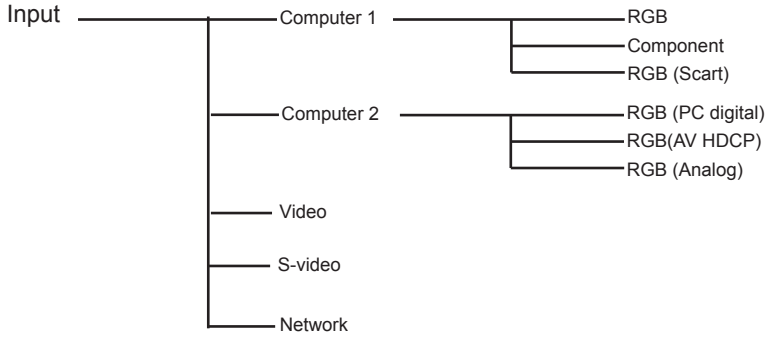 Input
Computer 1
RGB
Component
RGB (Scart)
Computer 2
RGB (PC digital)
RGB(AV HDCP)
RGB (Analog)
Video
S-video
Network